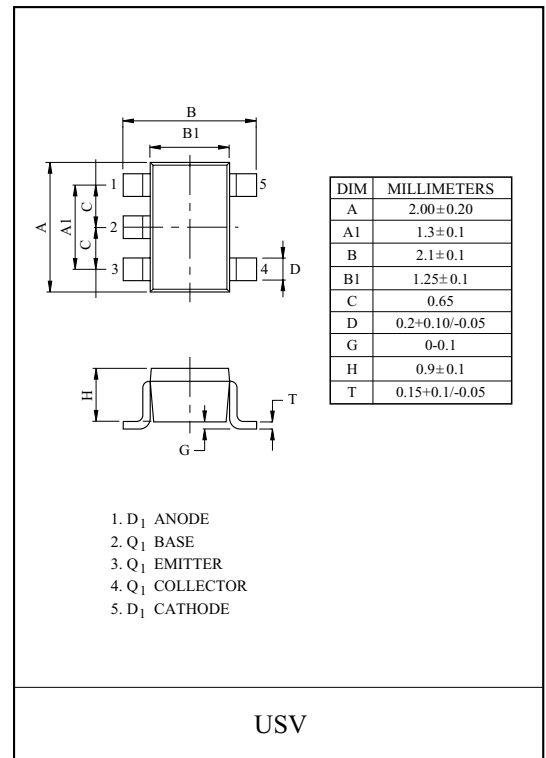 B
B1
A
A1
C
C
1
2
3
5
4
D
H
G
T
DIM MILLIMETERS
A 2.00±0.20
A1 1.3±0.1
B 2.1±0.1
B1 1.25±0.1
C 0.65
D 0.2+0.10/-0.05
G 0-0.1
H 0.9±0.1
T 0.15+0.1/-0.05
1. D1 ANODE
2. Q1 BASE
3. Q1 EMITTER
4. Q1 COLLECTOR
5. D1 CATHODE
USV